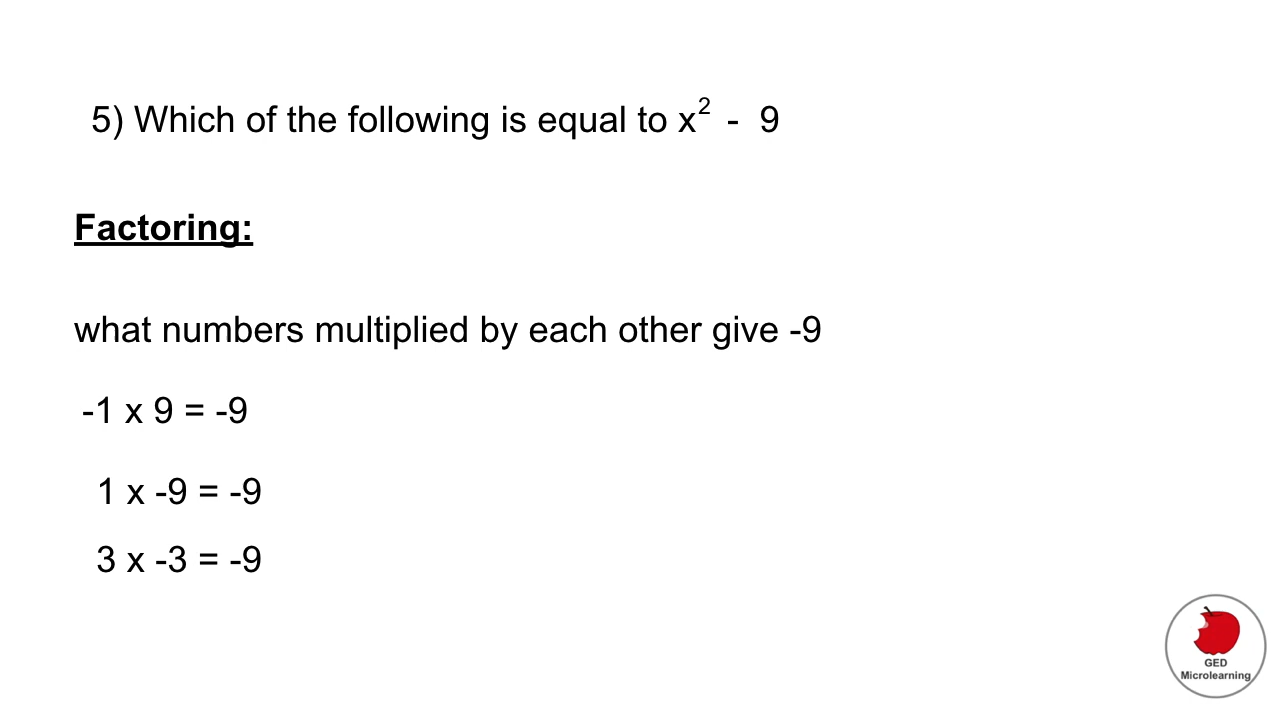 5) Which of the following is equal to x² - 9
Factoring:
what numbers multiplied by each other give -9
-1 x 9 = -9
1 x -9 = -9
3 x -3 = -9
GED
Microlearning